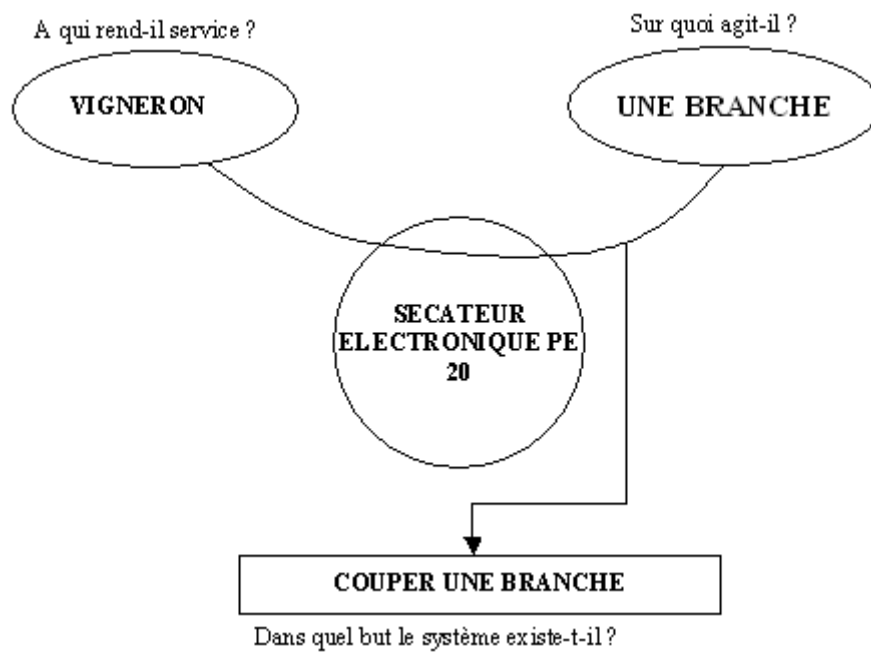 A qui rend-il service ?
Sur quoi agit-il ?
VIGNERON
UNE BRANCHE
SECATEUR
ELECTRONIQUE PE
20
COUPER UNE BRANCHE
Dans quel but le système existe-t-il ?